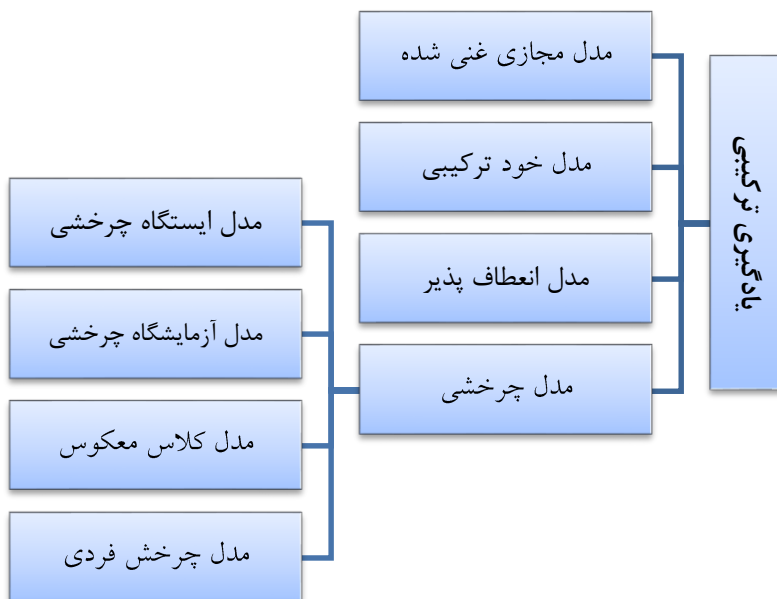 یادگیری ترکیبی
مدل مجازی غنی شده
مدل خود ترکیبی
مدل انعطاف پذیر
مدل چرخشی
مدل ایستگاه چرخشی
مدل آزمایشگاه چرخشی
مدل کلاس معکوس
مدل چرخش فردی